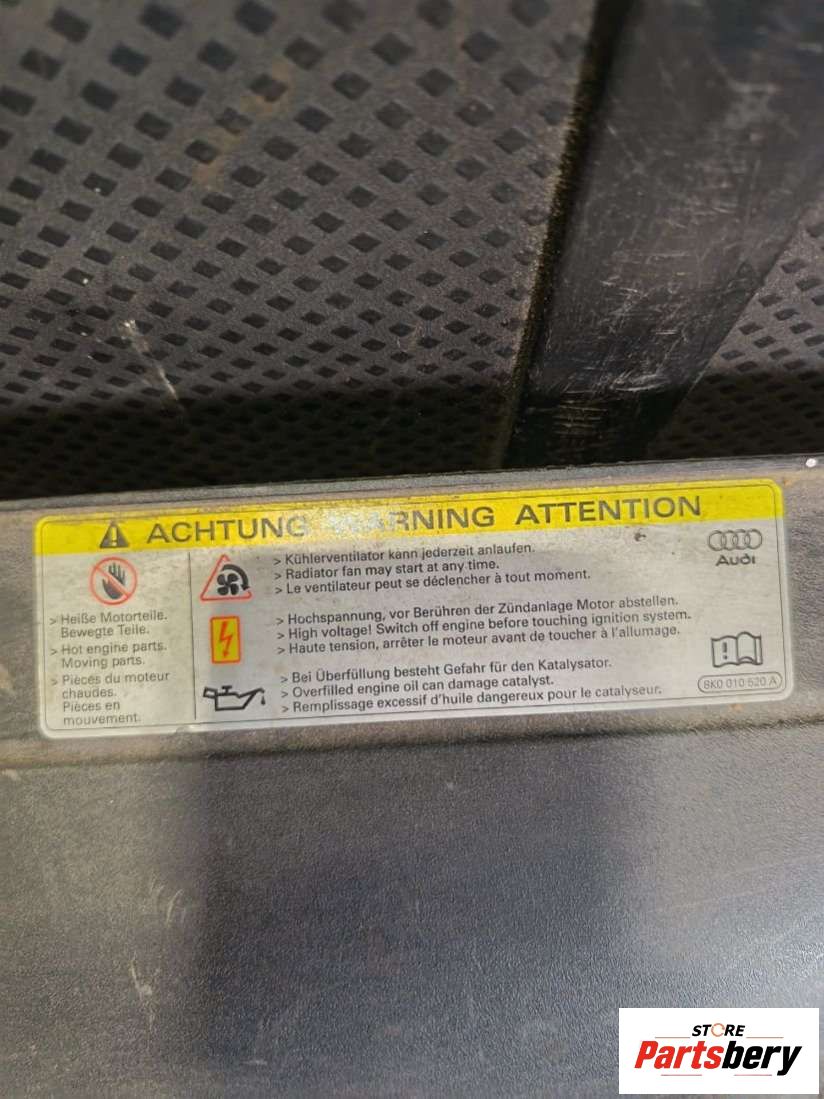 ACHTUNG WARNING ATTENTION
> Heiße Motorteile.
Bewegte Teile.
> Hot engine parts.
Moving parts.
> Pièces du moteur
chaudes.
Pièces en
mouvement.
> Kühlerventilator kann jederzeit anlaufen.
> Radiator fan may start at any time.
> Le ventilateur peut se déclencher à tout moment.
> Hochspannung, vor Berühren der Zündanlage Motor abstellen.
> High voltage! Switch off engine before touching ignition system.
> Haute tension, arrêter le moteur avant de toucher à l'allumage.
> Bei Überfüllung besteht Gefahr für den Katalysator.
> Overfilled engine oil can damage catalyst.
> Remplissage excessif d'huile dangereux pour le catalyseur.
Audi
8K0 010 520 A
STORE
Partsbery